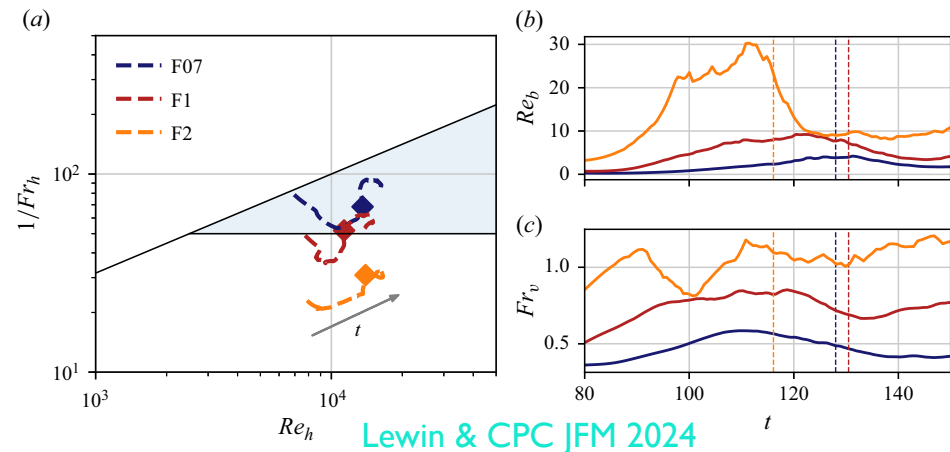 (a)
F07
F1
F2
10²
10¹
10³
10⁴
1/Fr_h
Re_h
t
(b)
30
20
10
0
Re_b
(c)
1.0
0.5
Fr_v
80
100
120
140
t
Lewin & CPC JFM 2024